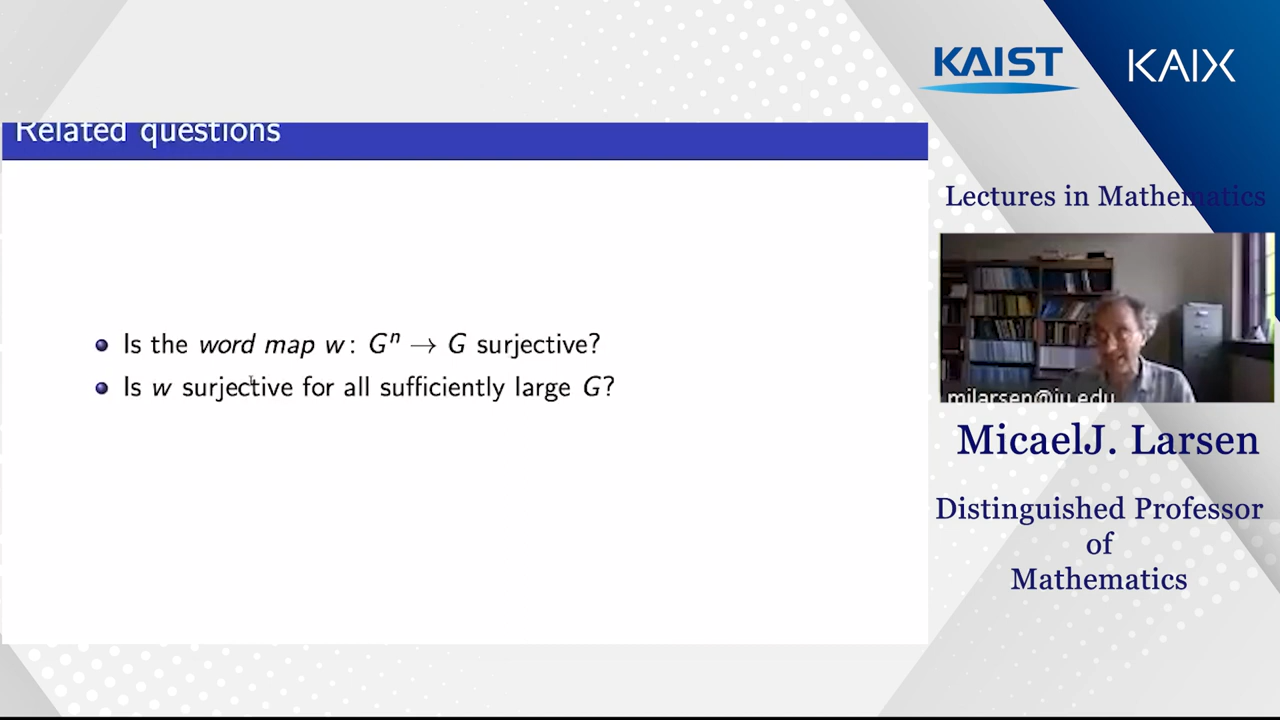 KAIST KAIX
Related questions
Is the word map w: Gⁿ → G surjective?
Is w surjective for all sufficiently large G?
Lectures in Mathematics
milarsen@iu.edu
MicaelJ. Larsen
Distinguished Professor
of
Mathematics